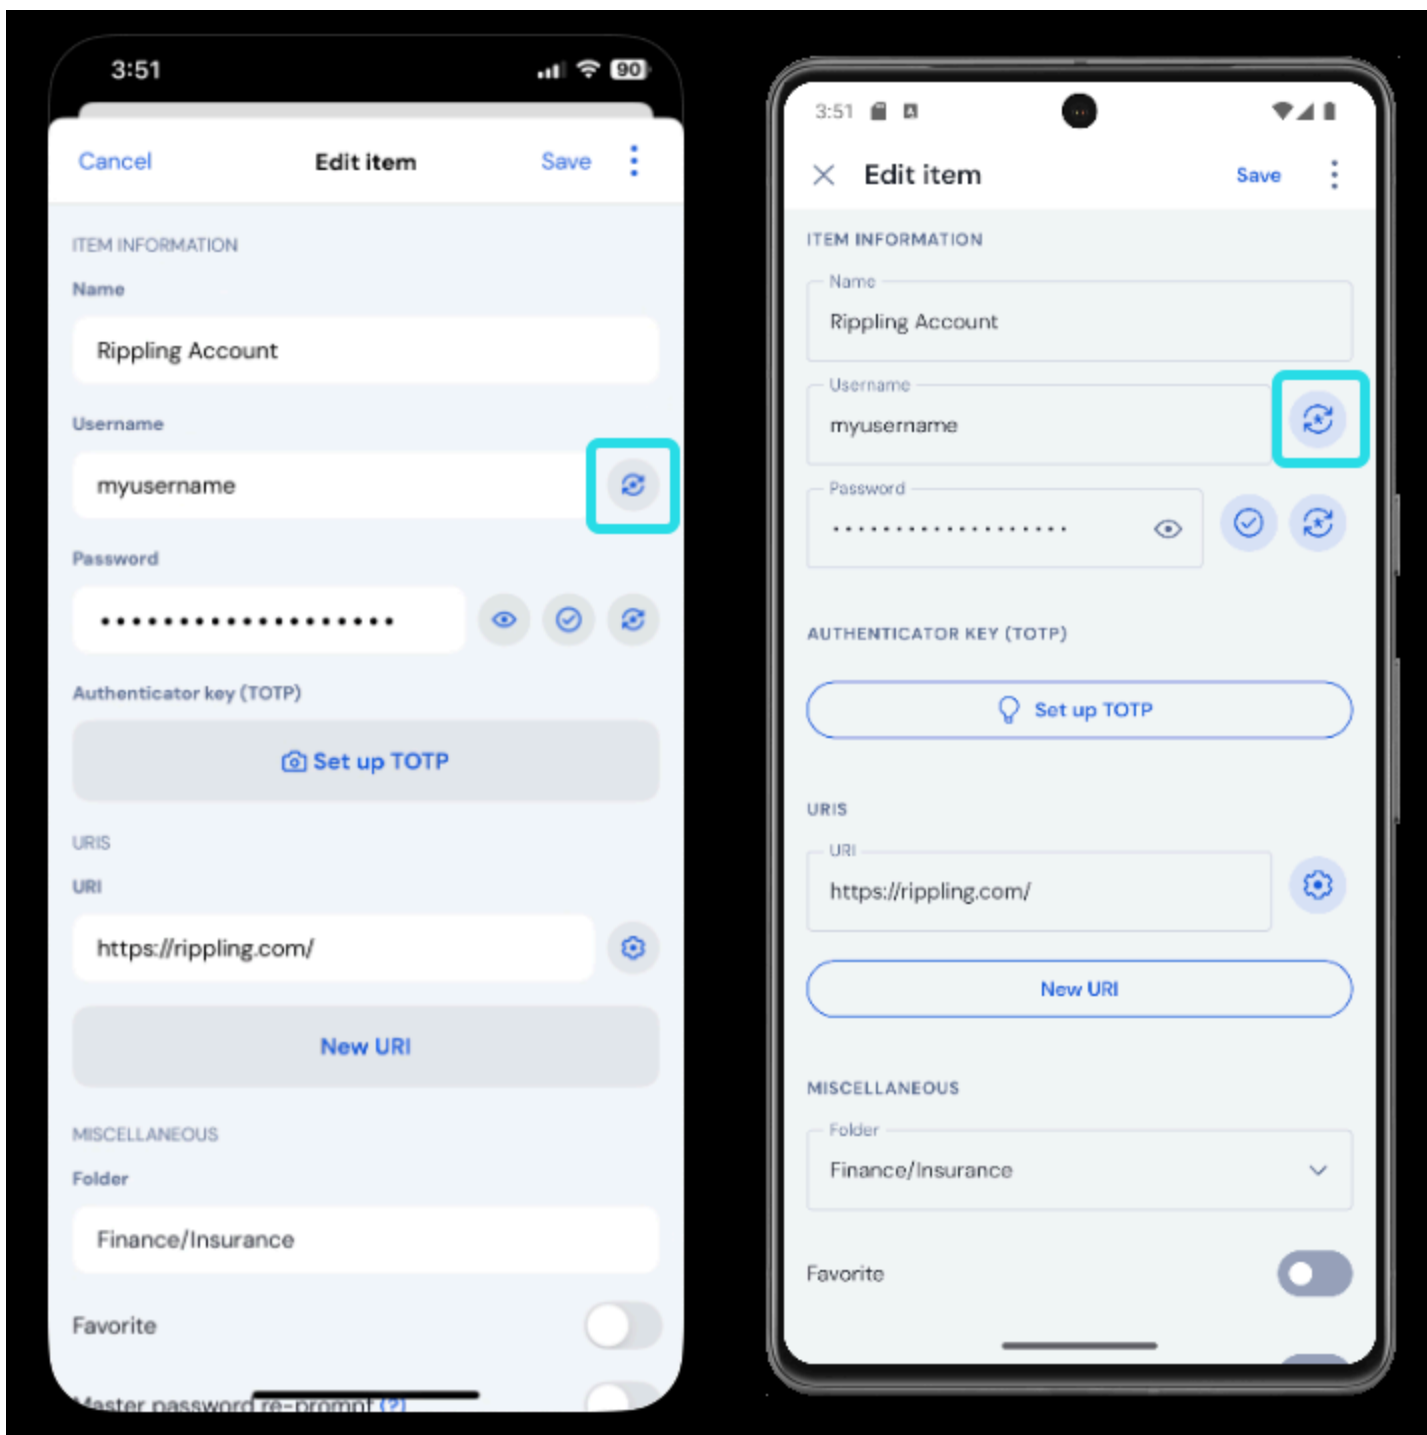 3:51
90
Cancel
Edit item
Save
ITEM INFORMATION
Name
Rippling Account
Username
myusername
Password
Authenticator key (TOTP)
Set up TOTP
URIS
URI
https://rippling.com/
New URI
MISCELLANEOUS
Folder
Finance/Insurance
Favorite
Master password re-prompt (?)
3:51
Edit item
Save
ITEM INFORMATION
Name
Rippling Account
Username
myusername
Password
AUTHENTICATOR KEY (TOTP)
Set up TOTP
URIS
URI
https://rippling.com/
New URI
MISCELLANEOUS
Folder
Finance/Insurance
Favorite